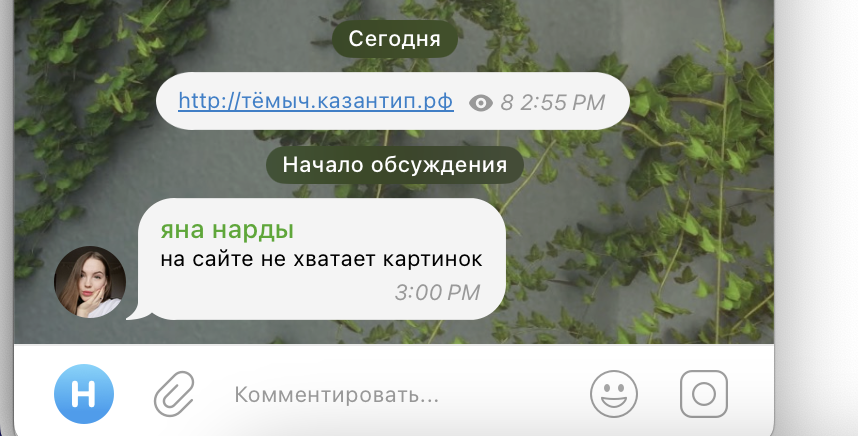 Сегодня
http://тёмыч.казантип.рф 8 2:55 PM
Начало обсуждения
яна нарды
на сайте не хватает картинок
3:00 PM
Н Комментировать...